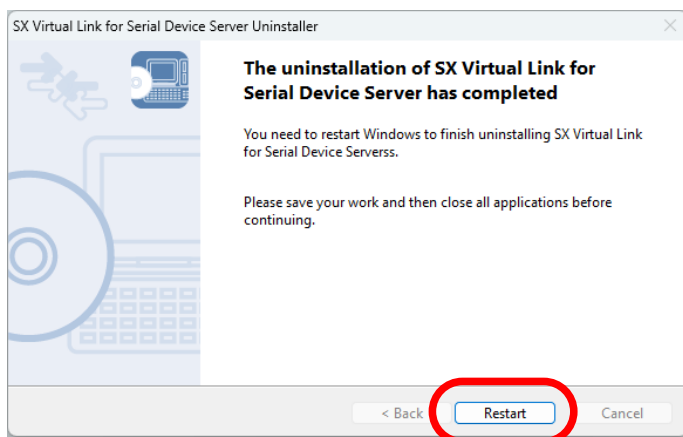 SX Virtual Link for Serial Device Server Uninstaller
The uninstallation of SX Virtual Link for
Serial Device Server has completed
You need to restart Windows to finish uninstalling SX Virtual Link
for Serial Device Serverss.
Please save your work and then close all applications before
continuing.
< Back Restart Cancel